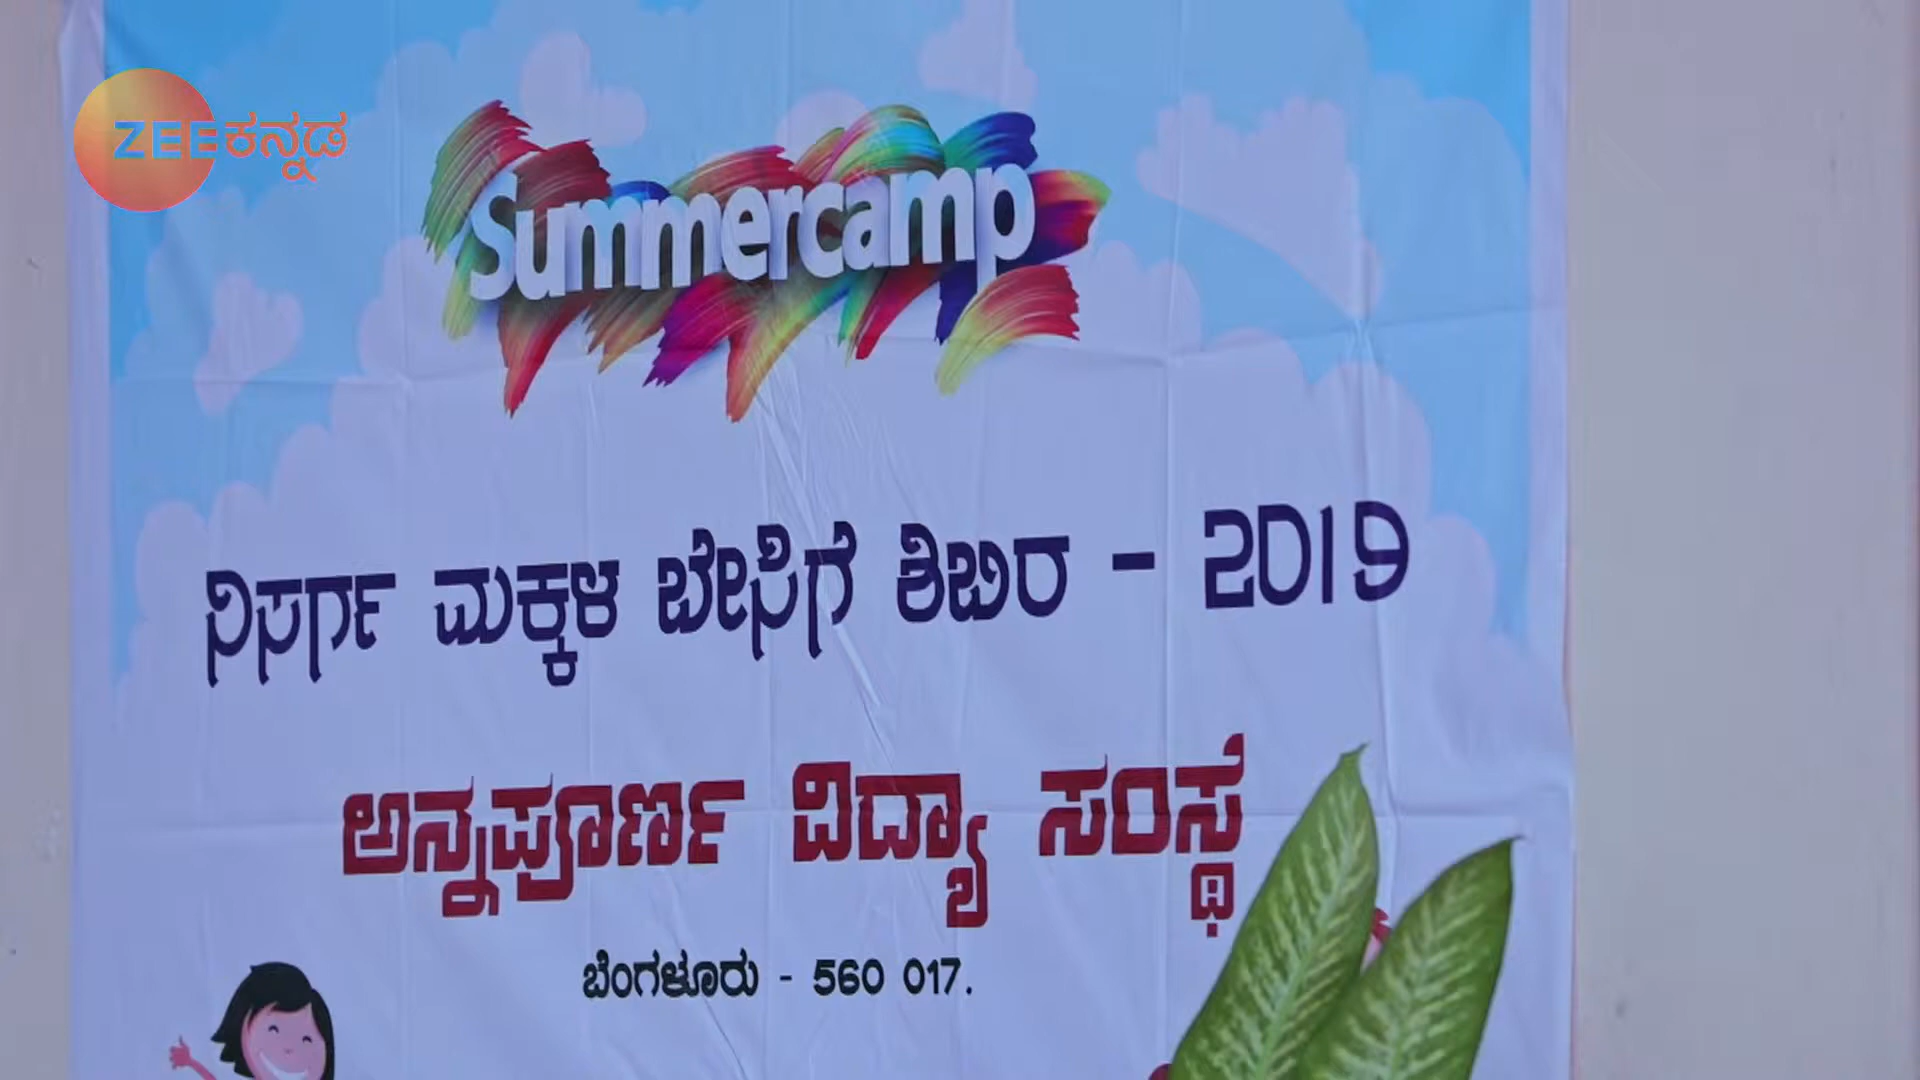 ZEEಕನ್ನಡ
Summercamp
ನಿಸರ್ಗ ಮಕ್ಕಳ ಬೇಸಿಗೆ ಶಿಬಿರ - 2019
ಅನ್ನಪೂರ್ಣ ವಿದ್ಯಾ ಸಂಸ್ಥೆ
ಬೆಂಗಳೂರು - 560 017.